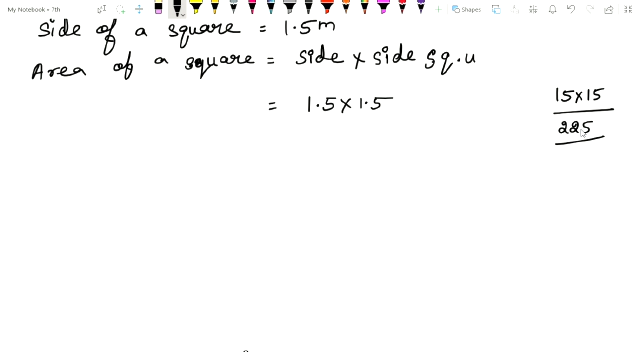 My Notebook • 7th
Shapes
Side of a square = 1.5m
Area of a square = side x side sq.u
= 1.5 x 1.5
15x15
225